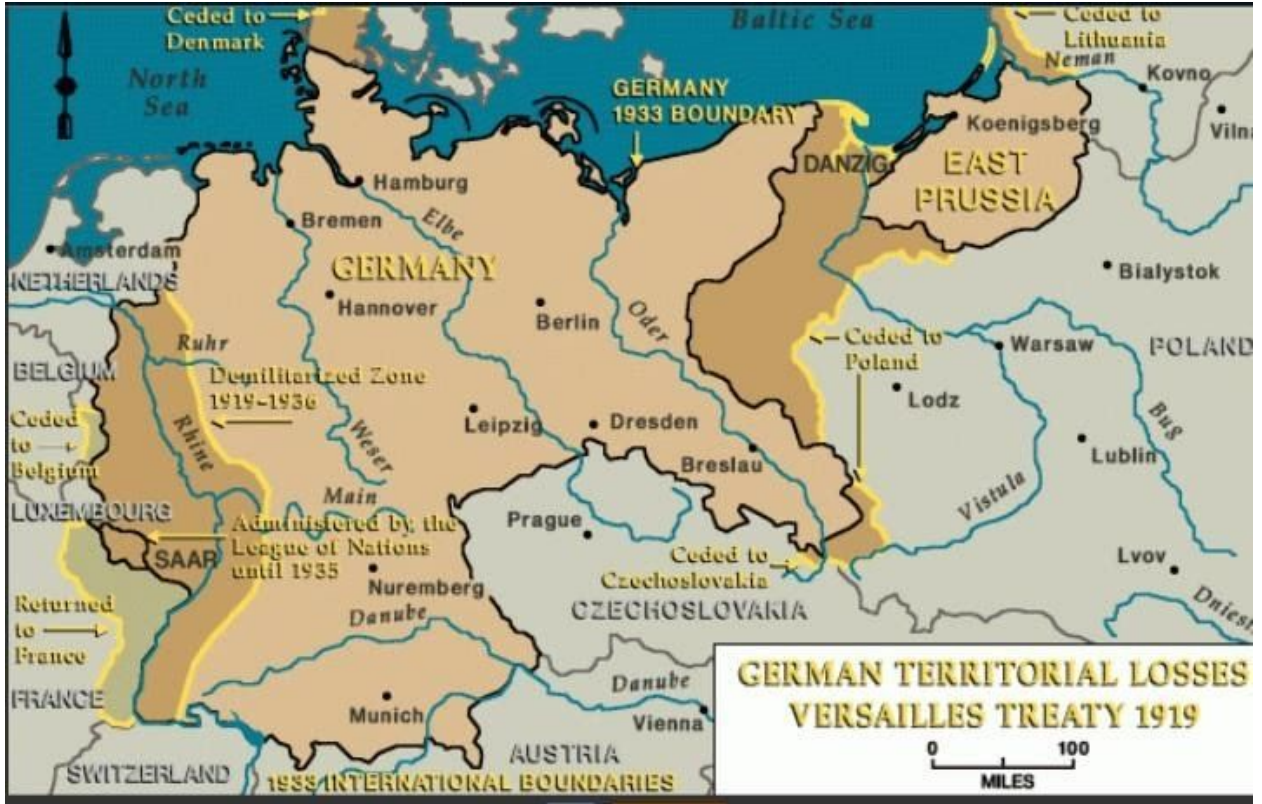 Ceded to
Denmark
Baltic Sea
Ceded to
Lithuania
North
Sea
Neman
Kovno
GERMANY
1933 BOUNDARY
Koenigsberg
DANZIG
EAST
PRUSSIA
Hamburg
Bremen
Elbe
Amsterdam
NETHERLANDS
GERMANY
Hannover
Berlin
Oder
Bialystok
Ruhr
Ceded to
Poland
Warsaw
POLAND
BELGIUM
Demilitarized Zone
1919-1936
Lodz
Ceded
to
Belgium
Rhine
Weser
Leipzig
Dresden
Breslau
Bug
Lublin
Vistula
LUXEMBOURG
Main
Prague
Administered by the
League of Nations
until 1935
SAAR
Ceded to
Czechoslovakia
Lvov
Nuremberg
CZECHOSLOVAKIA
Returned
to
France
Danube
FRANCE
Danube
Munich
Vienna
AUSTRIA
SWITZERLAND
1933 INTERNATIONAL BOUNDARIES
GERMAN TERRITORIAL LOSSES
VERSAILLES TREATY 1919
0 100
MILES